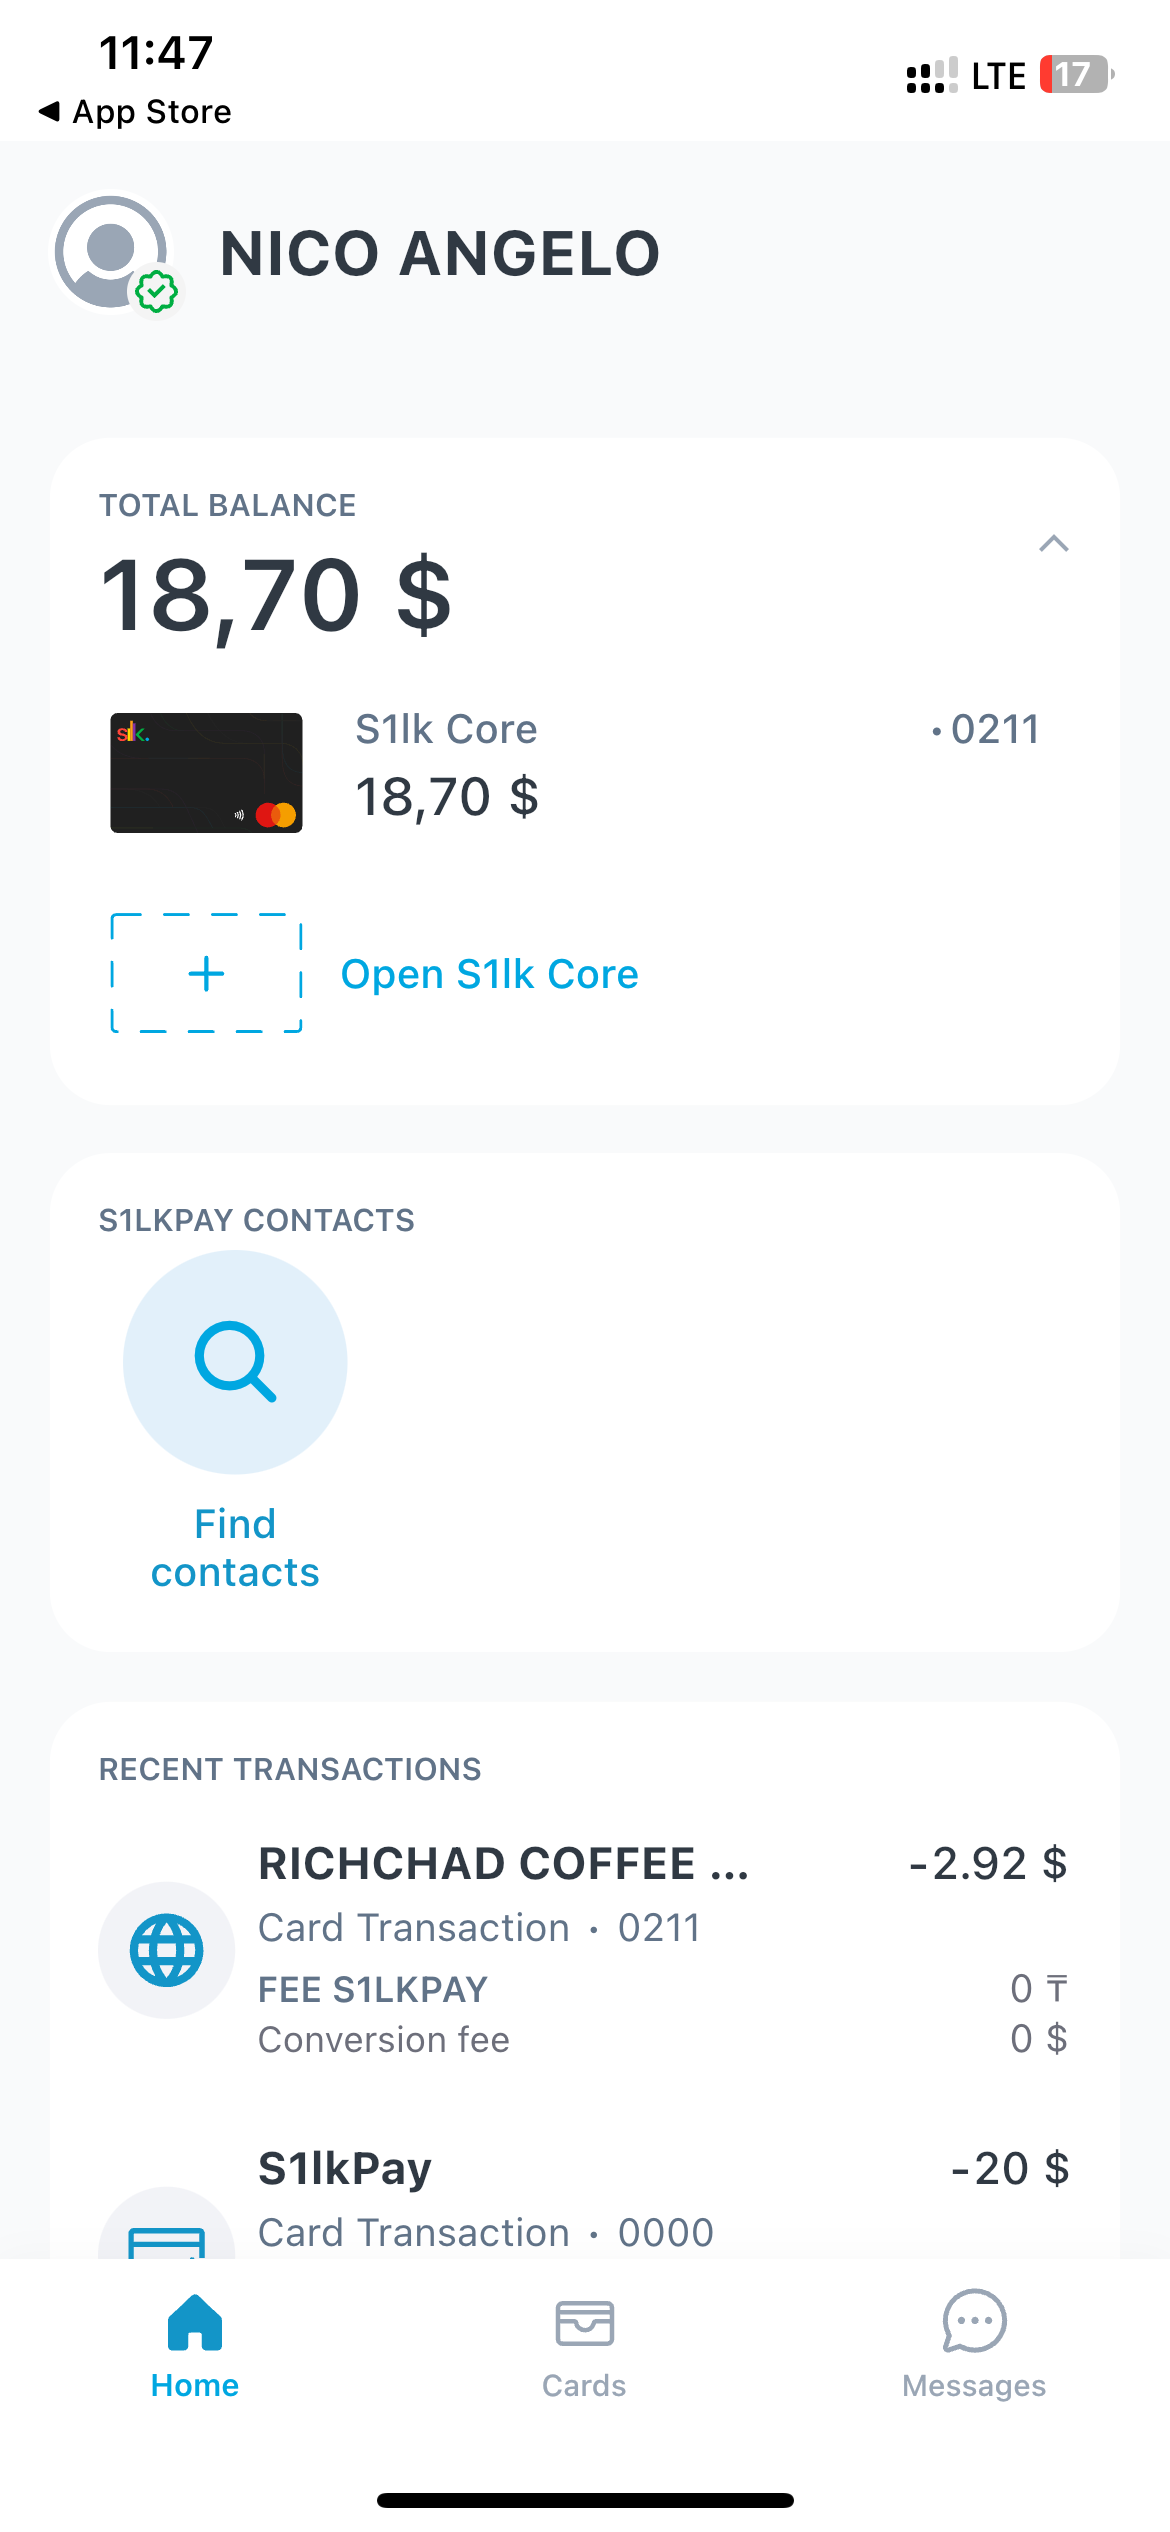 11:47
LTE 17
◀ App Store
NICO ANGELO
TOTAL BALANCE
18,70 $
silk.
S1lk Core
·0211
18,70 $
Open S1lk Core
S1LKPAY CONTACTS
Find
contacts
RECENT TRANSACTIONS
RICHCHAD COFFEE ...
-2.92 $
Card Transaction · 0211
FEE S1LKPAY
0 ₸
Conversion fee
0 $
S1lkPay
-20 $
Card Transaction · 0000
Home
Cards
Messages